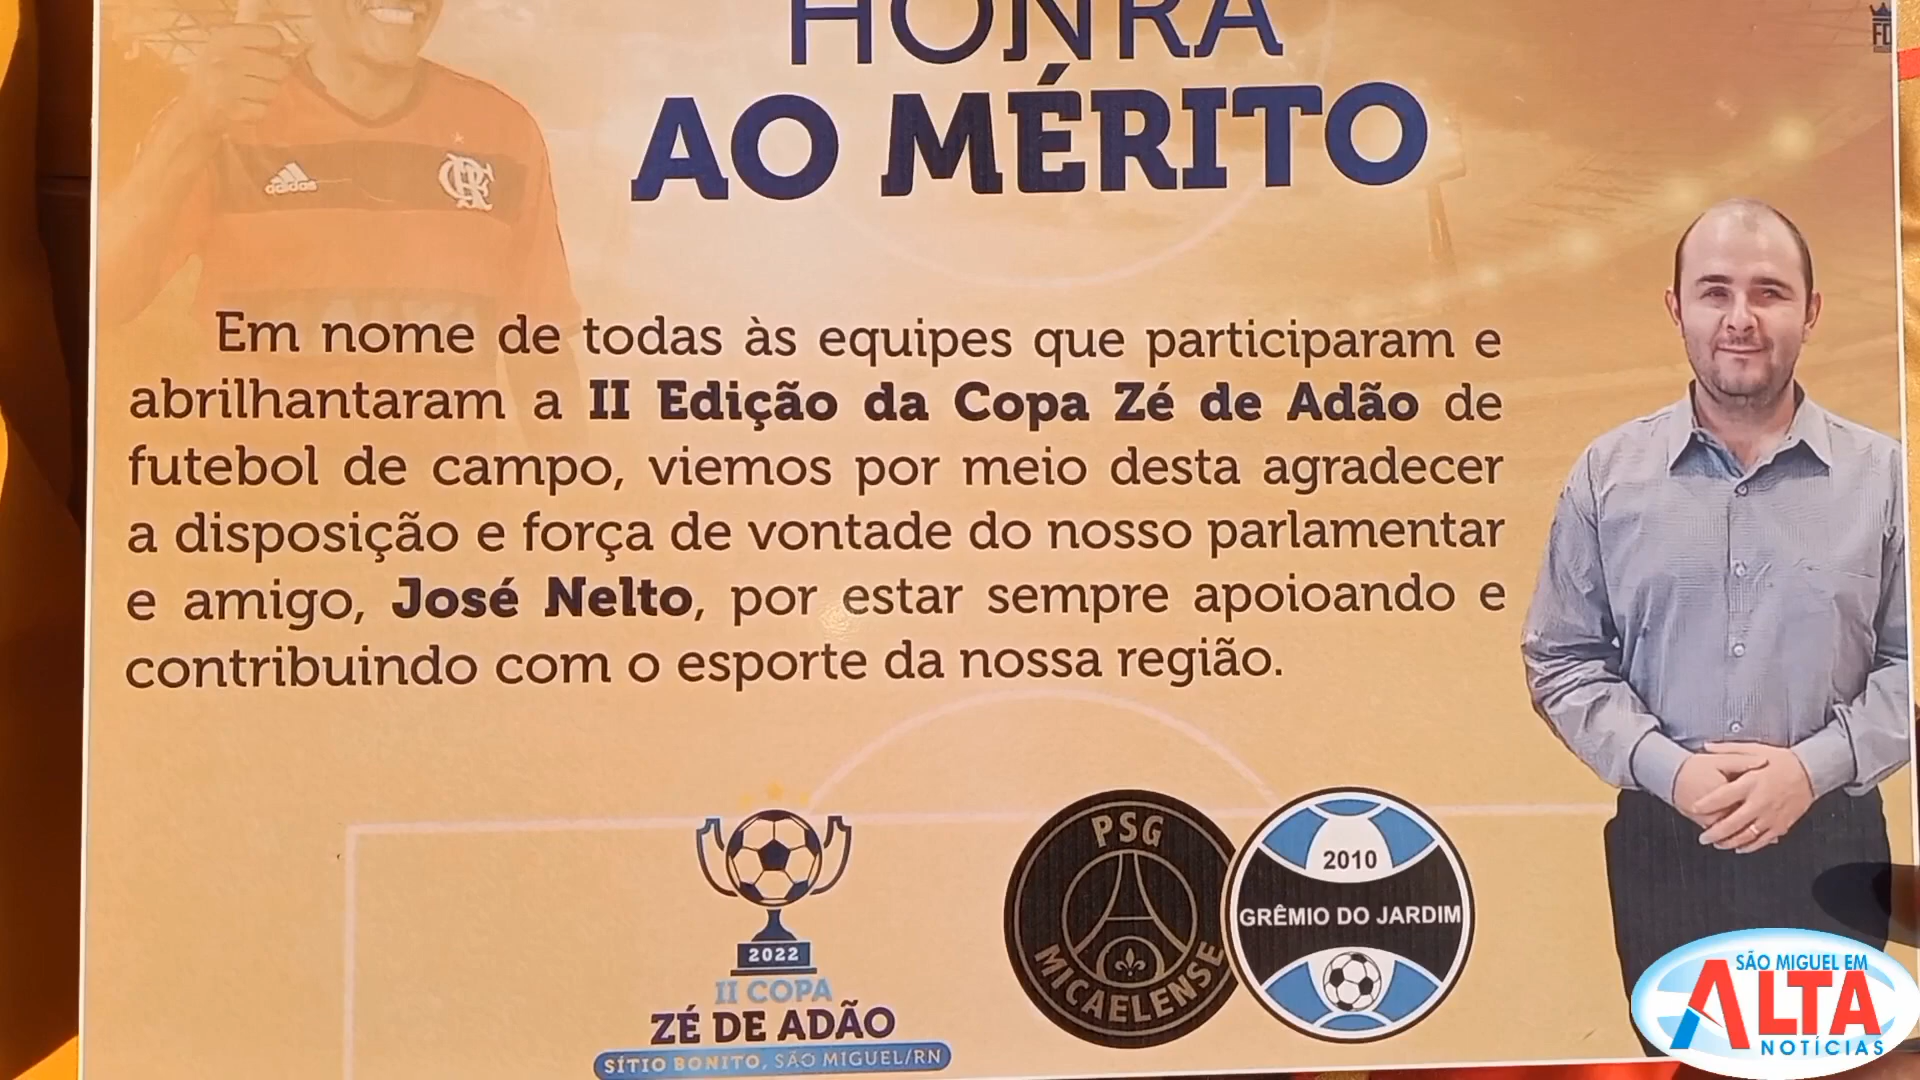 HONRA
AO MÉRITO
adidas
Em nome de todas às equipes que participaram e
abrilhantaram a II Edição da Copa Zé de Adão de
futebol de campo, viemos por meio desta agradecer
a disposição e força de vontade do nosso parlamentar
e amigo, José Nelto, por estar sempre apoioando e
contribuindo com o esporte da nossa região.
2022
II COPA
ZÉ DE ADÃO
SÍTIO BONITO, SÃO MIGUEL/RN
PSG
MICAELENSE
2010
GRÊMIO DO JARDIM
SÃO MIGUEL EM
ALTA
NOTÍCIAS